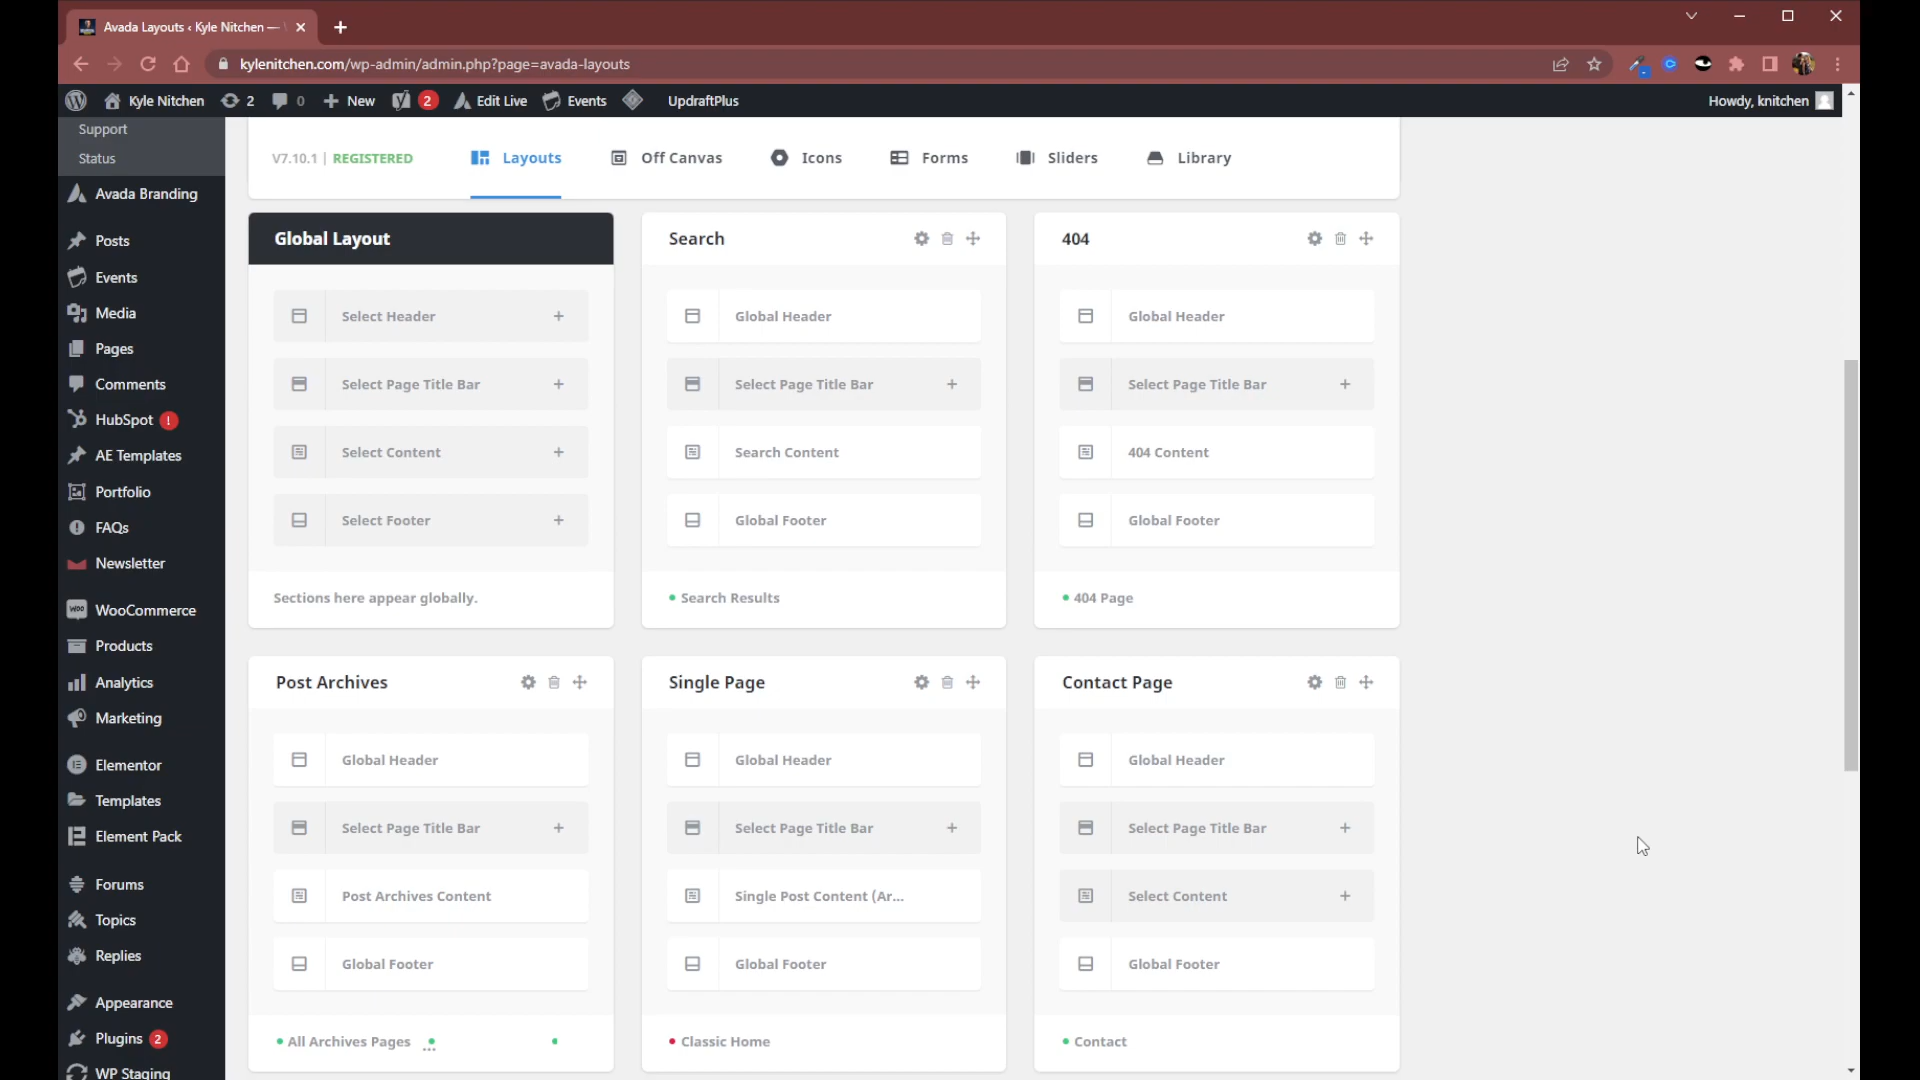 Avada Layouts ‹ Kyle Nitchen —
kylenitchen.com/wp-admin/admin.php?page=avada-layouts
Kyle Nitchen 2 0 New 2 Edit Live Events UpdraftPlus Howdy, knitchen
Support
Status
Avada Branding
Posts
Events
Media
Pages
Comments
HubSpot !
AE Templates
Portfolio
FAQs
Newsletter
WooCommerce
Products
Analytics
Marketing
Elementor
Templates
Element Pack
Forums
Topics
Replies
Appearance
Plugins 2
WP Staging
V7.10.1 | REGISTERED Layouts Off Canvas Icons Forms Sliders Library
Global Layout
Select Header +
Select Page Title Bar +
Select Content +
Select Footer +
Sections here appear globally.
Search
Global Header
Select Page Title Bar +
Search Content
Global Footer
Search Results
404
Global Header
Select Page Title Bar +
404 Content
Global Footer
404 Page
Post Archives
Global Header
Select Page Title Bar +
Post Archives Content
Global Footer
All Archives Pages ...
Single Page
Global Header
Select Page Title Bar +
Single Post Content (Ar...
Global Footer
Classic Home
Contact Page
Global Header
Select Page Title Bar +
Select Content +
Global Footer
Contact